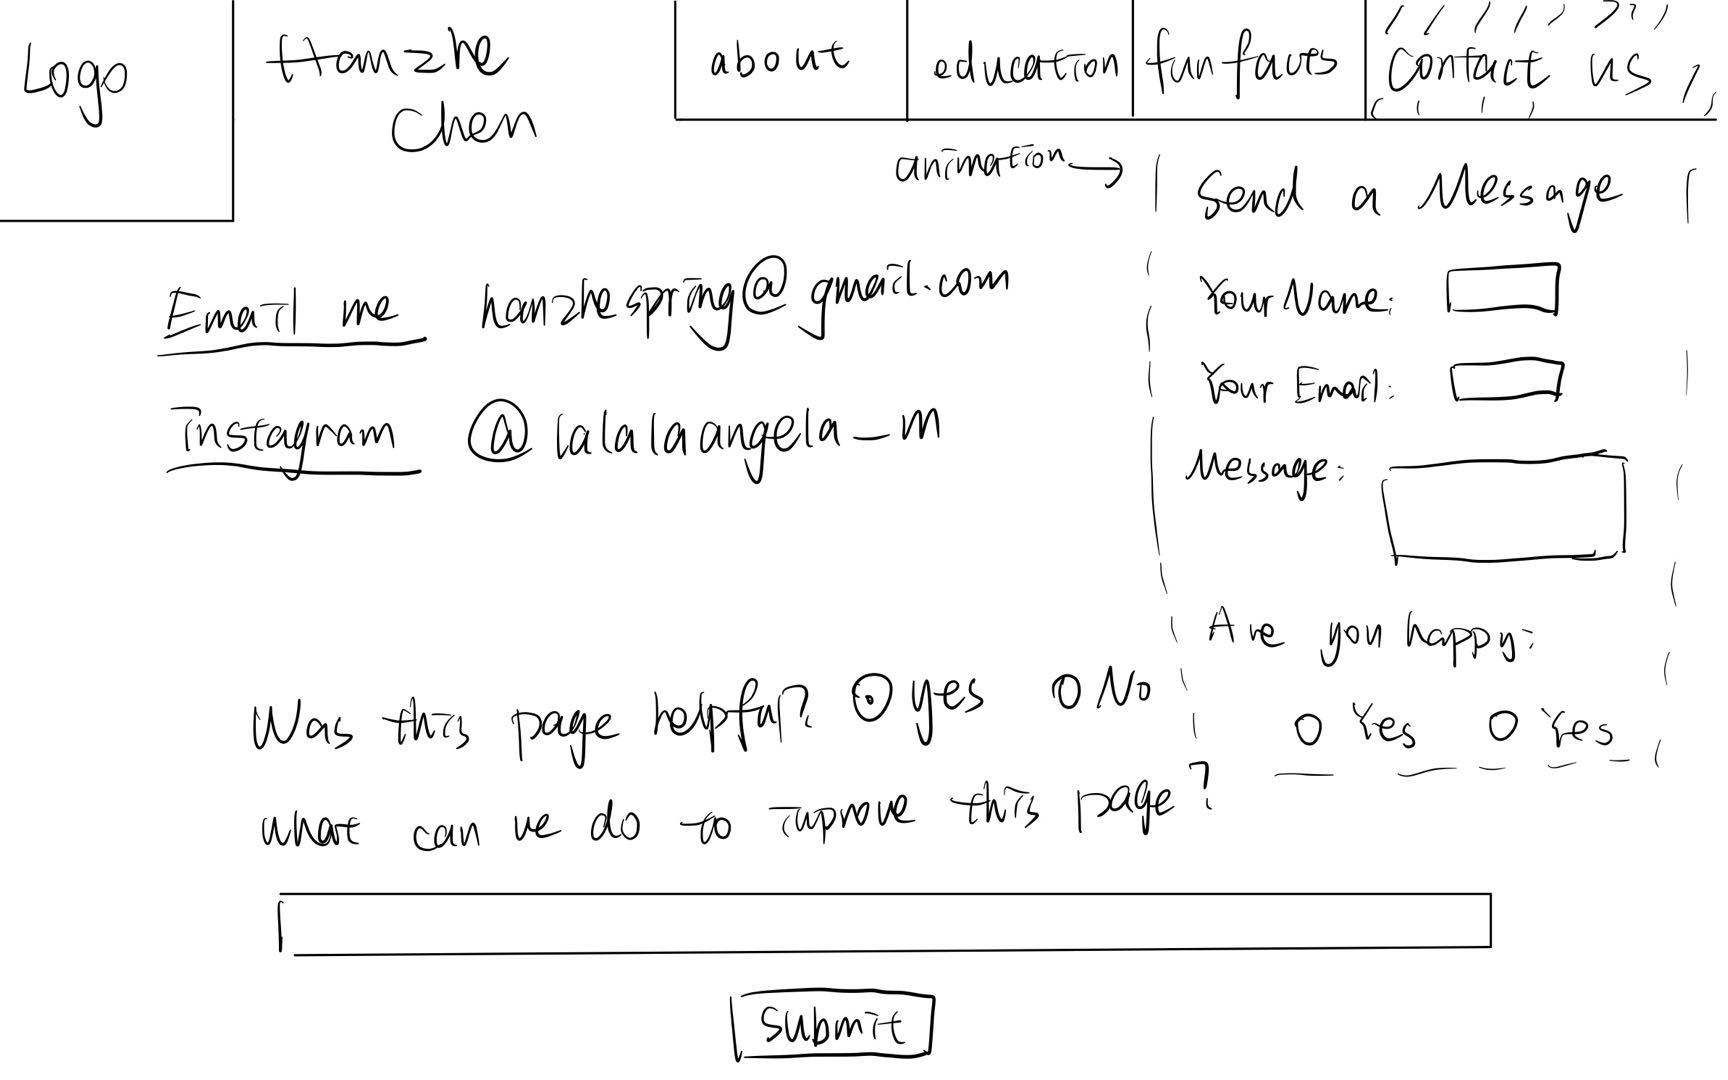 Logo
Hanzhe
Chen
about
education
fun facts
contact us
animation
Send a Message
Email me hanzhespring@gmail.com
Your Name:
Your Email:
Instagram @lalalaangela_m
Message:
Are you happy:
Yes Yes
Was this page helpful? yes No
what can we do to improve this page?
Submit